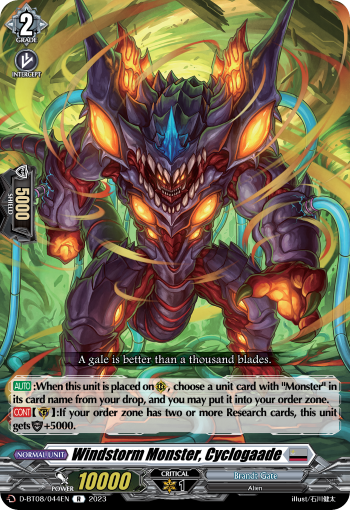 2
GRADE
INTERCEPT
5000
SHIELD
A gale is better than a thousand blades.
AUTO:When this unit is placed on R, choose a unit card with "Monster" in
its card name from your drop, and you may put it into your order zone.
CONT【G】:If your order zone has two or more Research cards, this unit
gets +5000.
NORMAL UNIT
Windstorm Monster, Cyclogaade
POWER 10000
CRITICAL
1
Brandt Gate
Alien
D-BT08/044EN R 2023
illust/石川健太